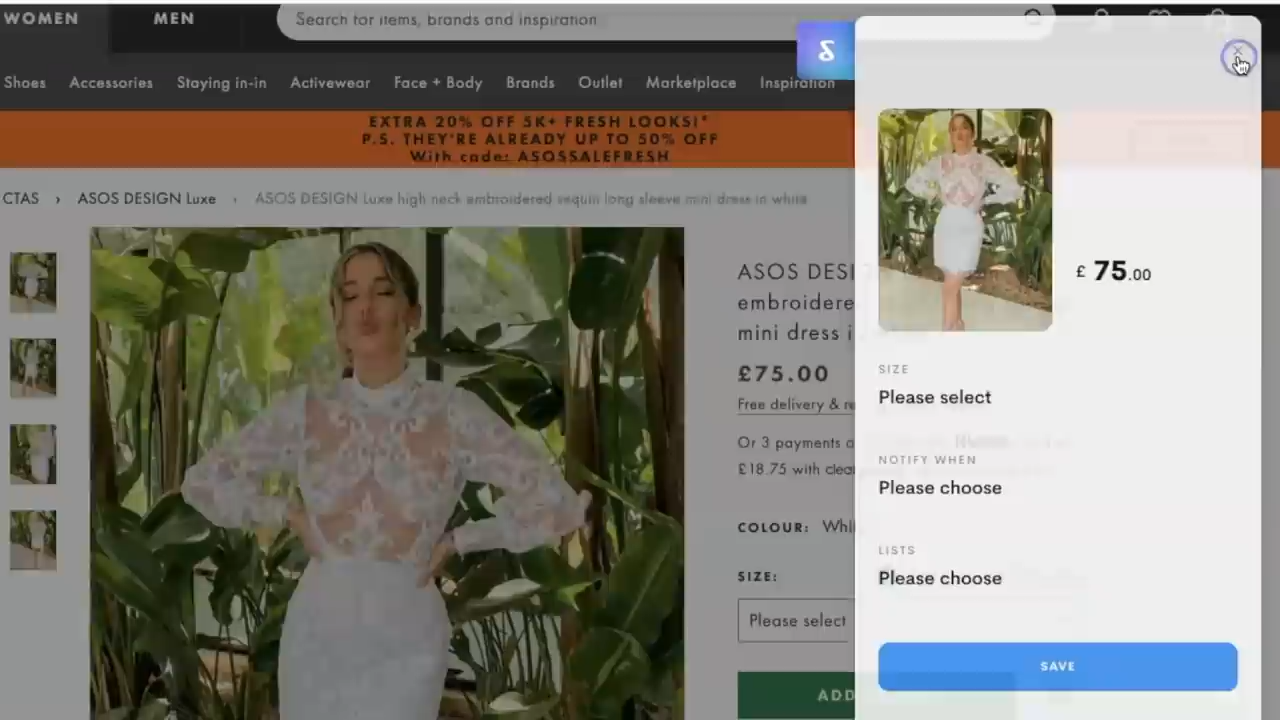 WOMEN
MEN
Search for items, brands and inspiration
Shoes
Accessories
Staying in-in
Activewear
Face + Body
Brands
Outlet
Marketplace
Inspiration
EXTRA 20% OFF 5K+ FRESH LOOKS!*
P.S. THEY'RE ALREADY UP TO 50% OFF
With code: ASOSSALEFRESH
CTAS › ASOS DESIGN Luxe › ASOS DESIGN Luxe high neck embroidered sequin long sleeve mini dress in white
ASOS DESI
embroidere
mini dress i
£75.00
Free delivery & re
Or 3 payments o
£18.75 with clea
COLOUR: Whi
SIZE:
Please select
ADD
£ 75.00
SIZE
Please select
NOTIFY WHEN
Please choose
LISTS
Please choose
SAVE